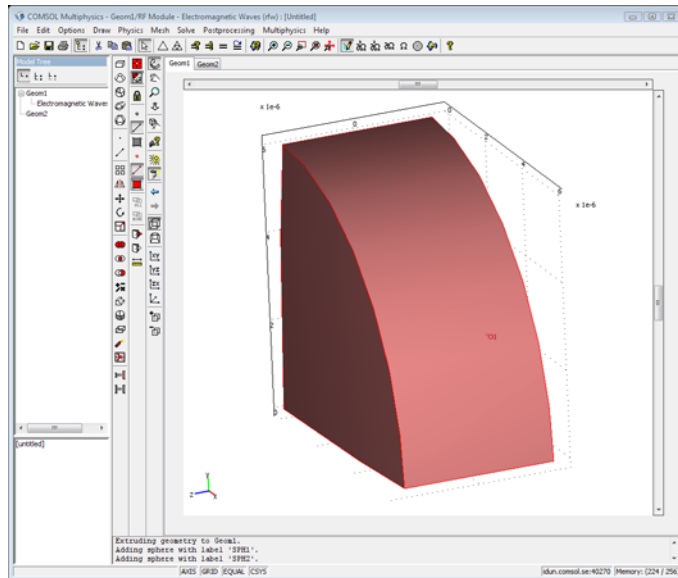 COMSOL Multiphysics - Geom1/RF Module - Electromagnetic Waves (rfw) : [Untitled]
File Edit Options Draw Physics Mesh Solve Postprocessing Multiphysics Help
Model Tree
Geom1 Geom2
Geom1
Electromagnetic Waves
Geom2
x 1e-6
0
0
2
4
6
x 1e-6
4
2
0
y
z
x
[untitled]
Extruding geometry to Geom1.
Adding sphere with label 'SPH1'.
Adding sphere with label 'SPH2'.
AXIS GRID EQUAL CSYS
idun.comsol.se:40270 Memory: (224 / 256